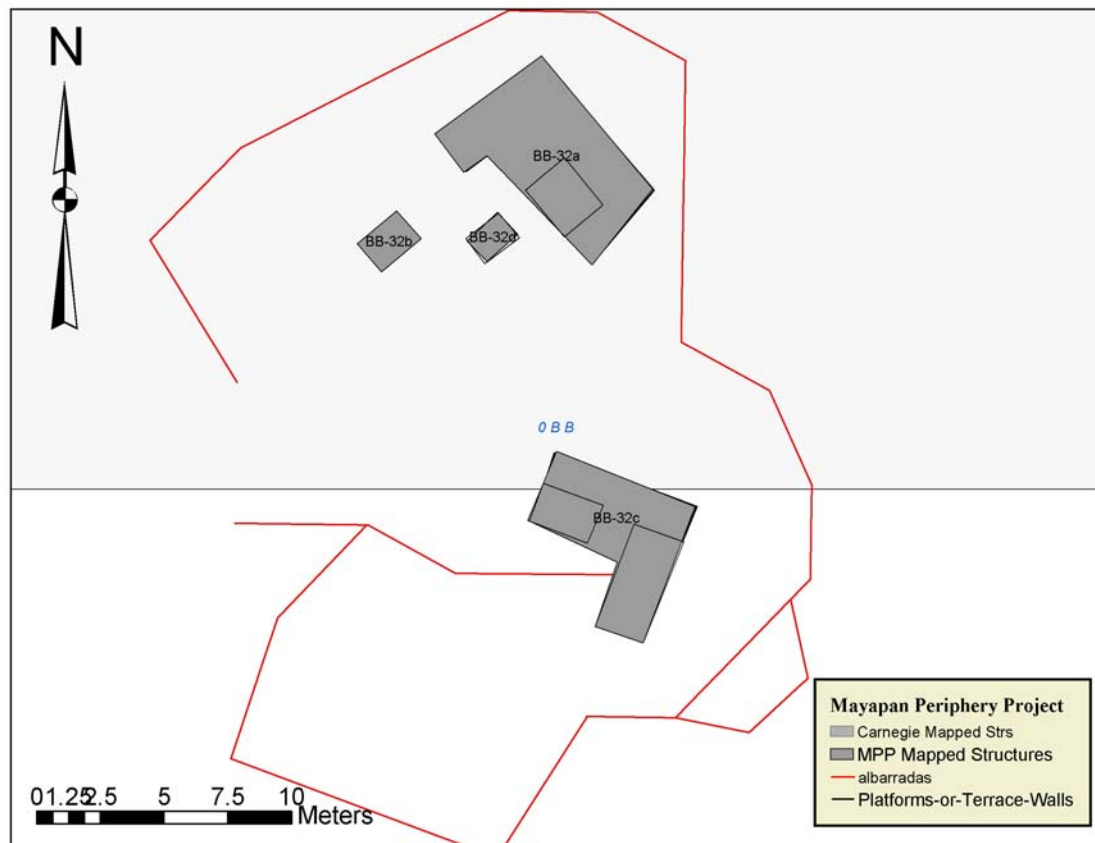 N
BB-32a
BB-32b
BB-32d
0 B B
BB-32c
Mayapan Periphery Project
Carnegie Mapped Strs
MPP Mapped Structures
albarradas
Platforms-or-Terrace-Walls
01.252.5 5 7.5 10
Meters